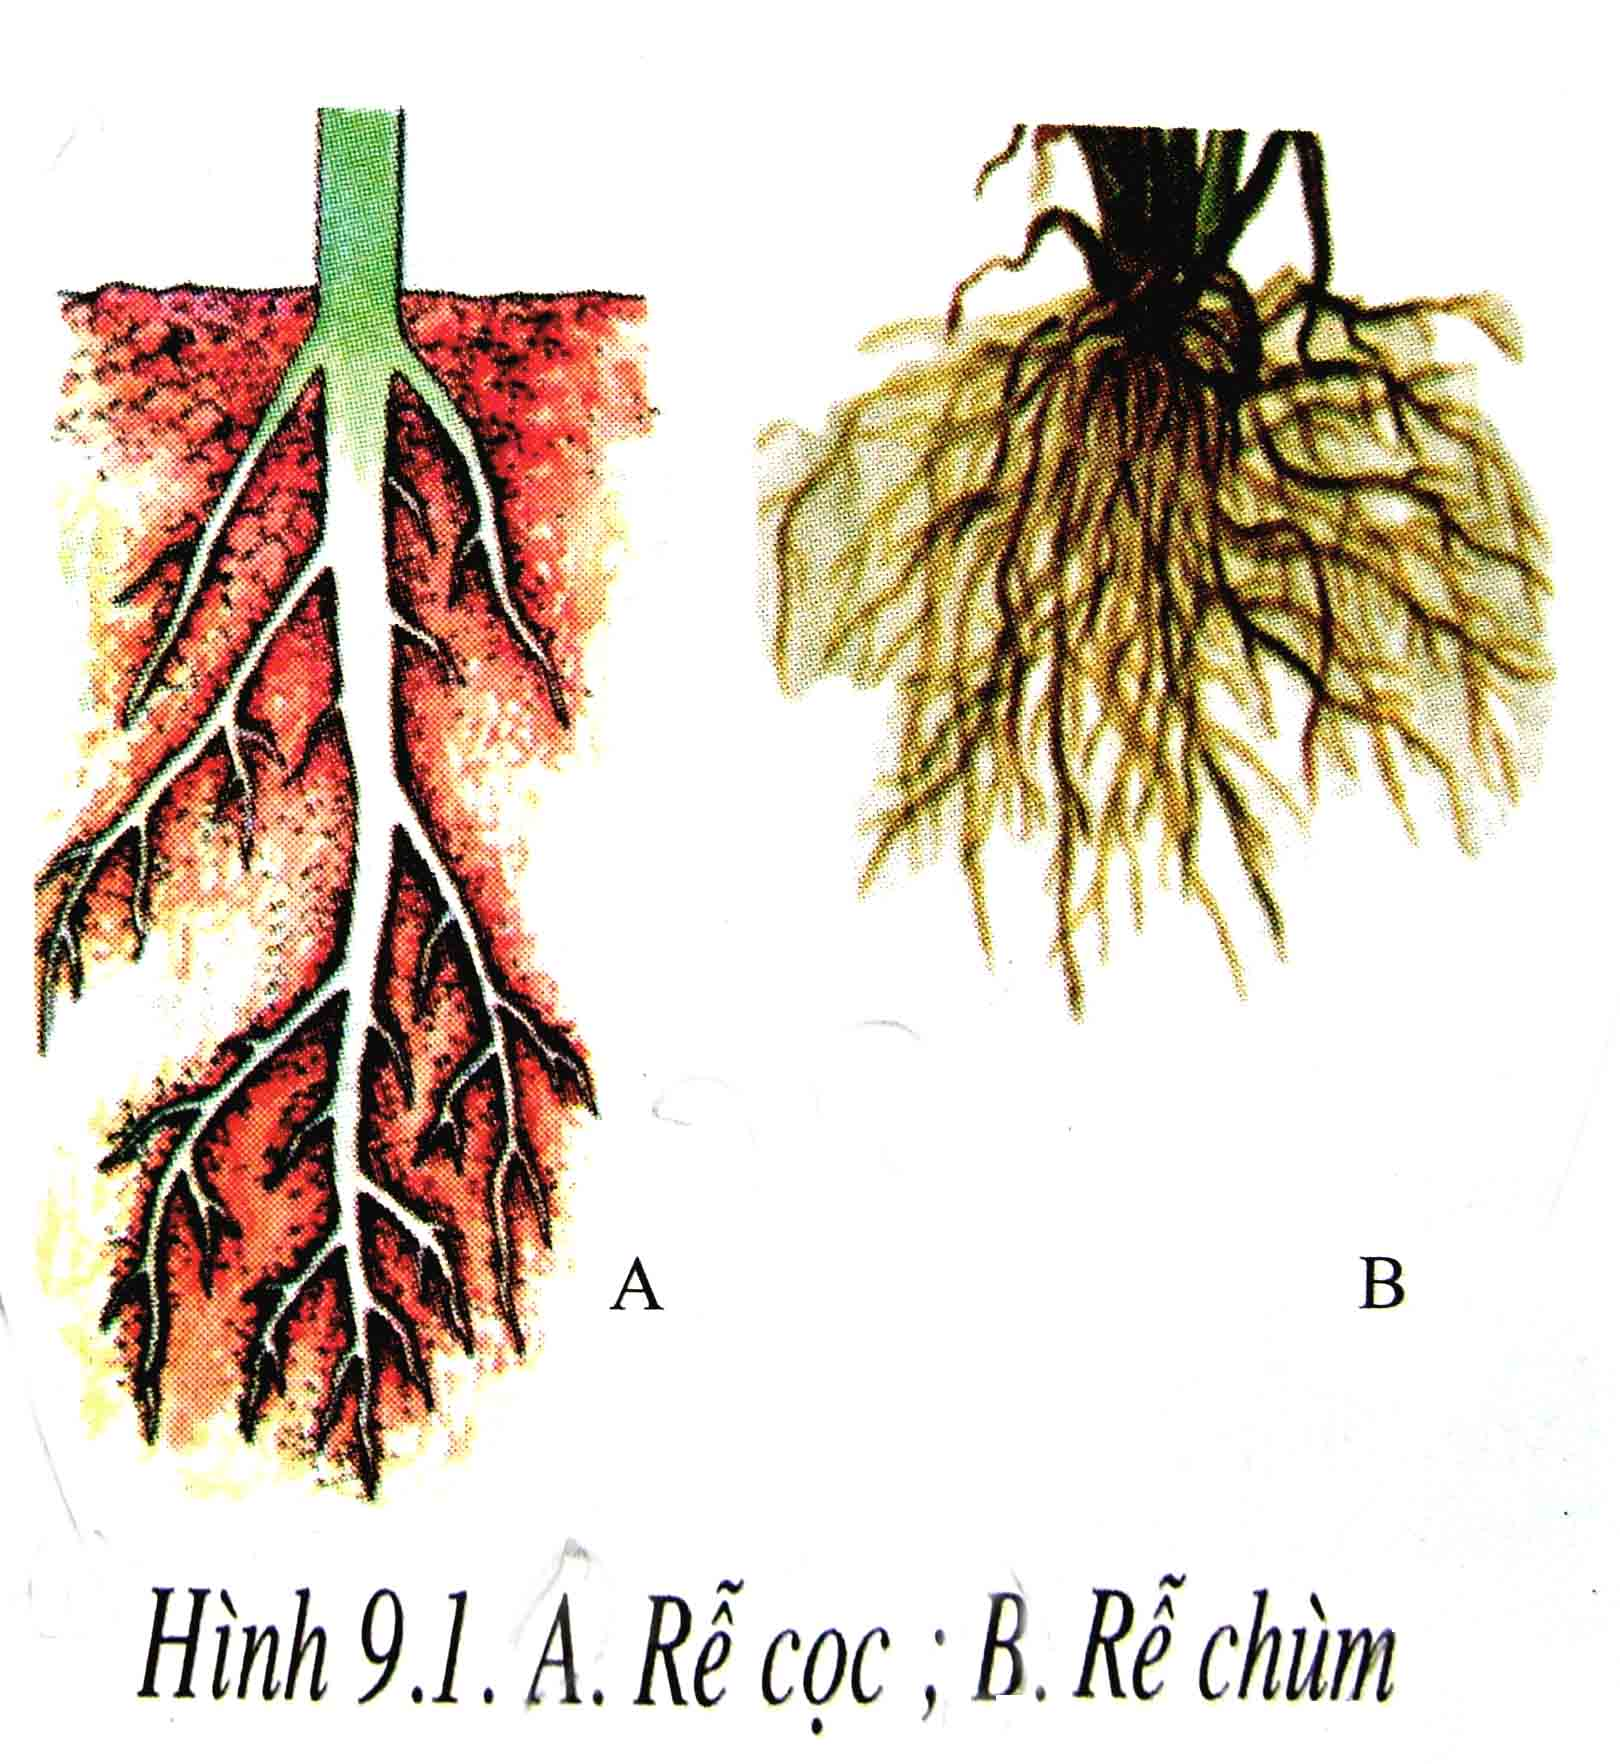 A
B
Hình 9.1. A. Rễ cọc ; B. Rễ chùm